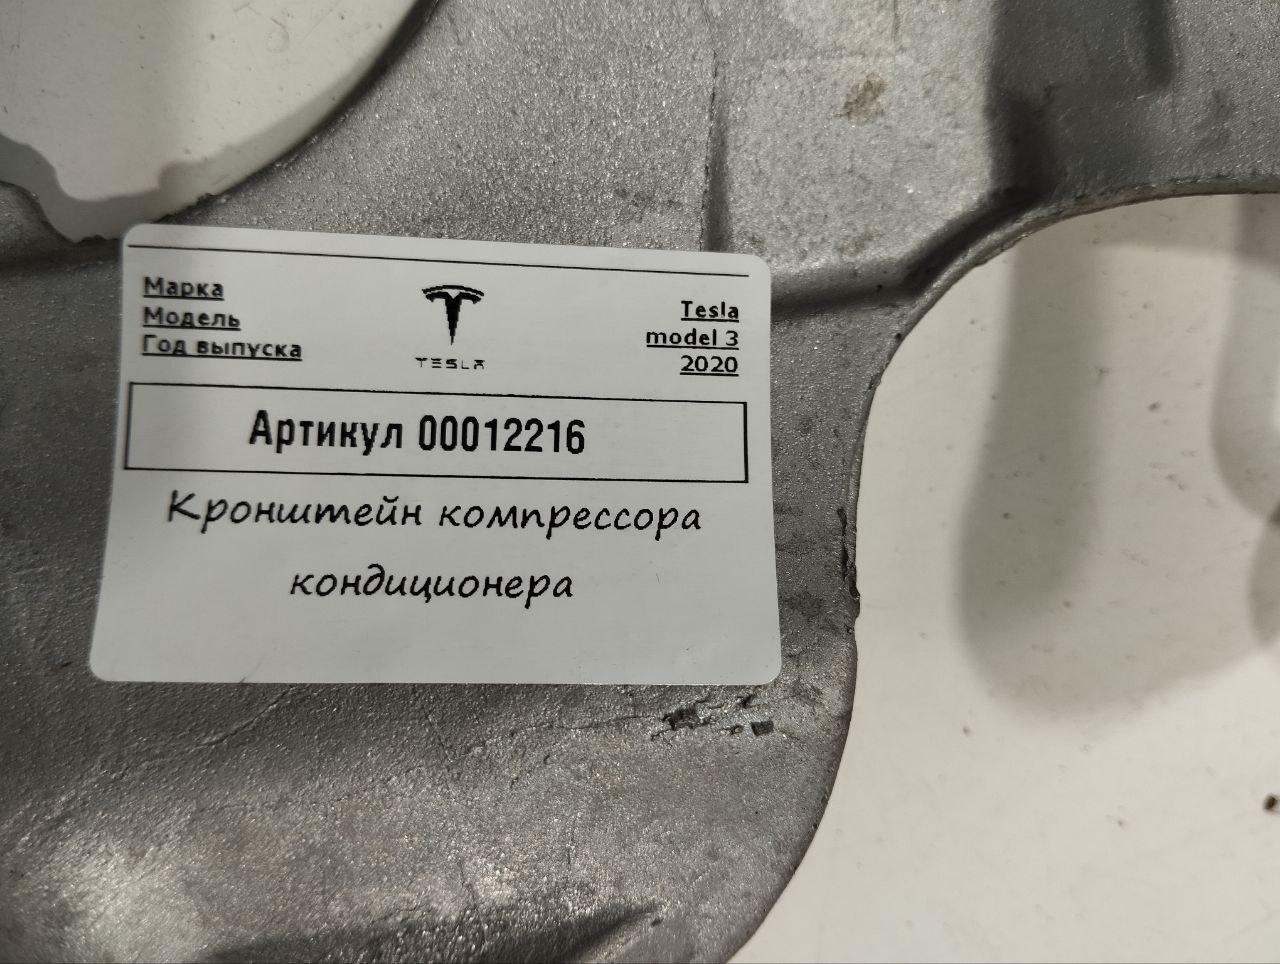 Марка Tesla
Модель model 3
Год выпуска 2020
TESLA
Артикул 00012216
Кронштейн компрессора
кондиционера